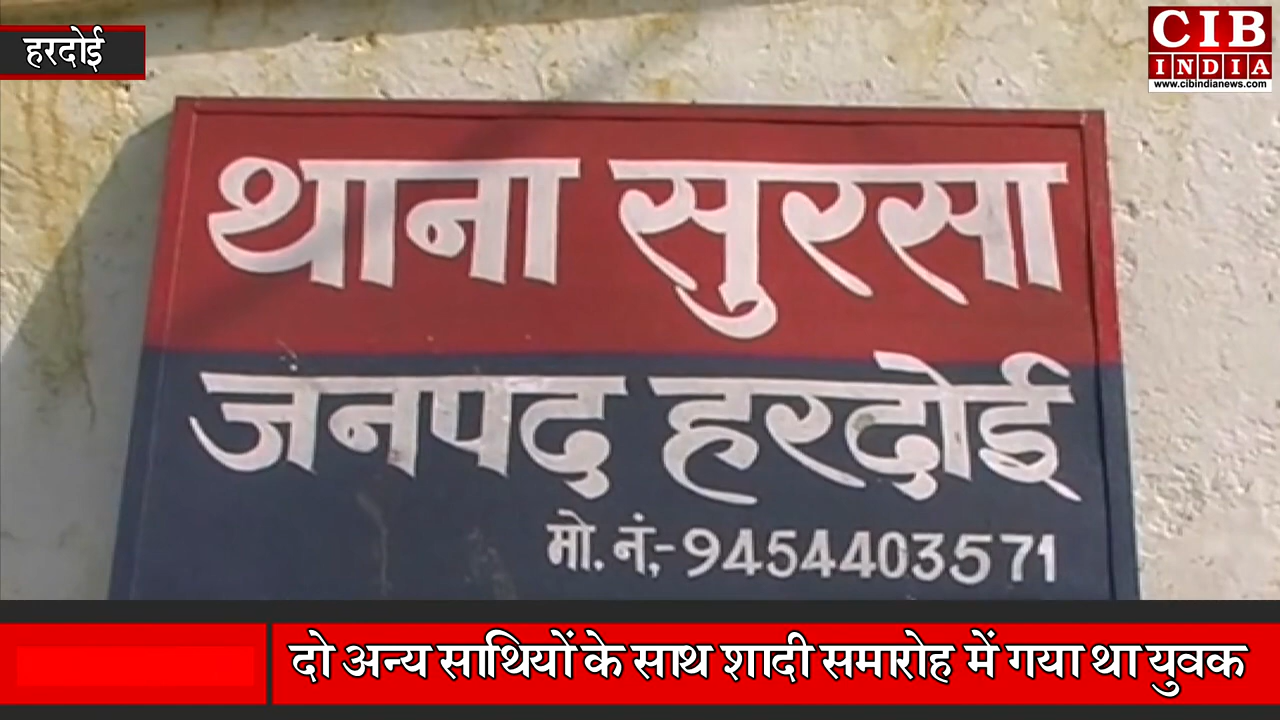 हरदोई
CIB
INDIA
www.cibindianews.com
थाना सुरसा
जनपद हरदोई
मो. नं.-9454403571
दो अन्य साथियों के साथ शादी समारोह में गया था युवक